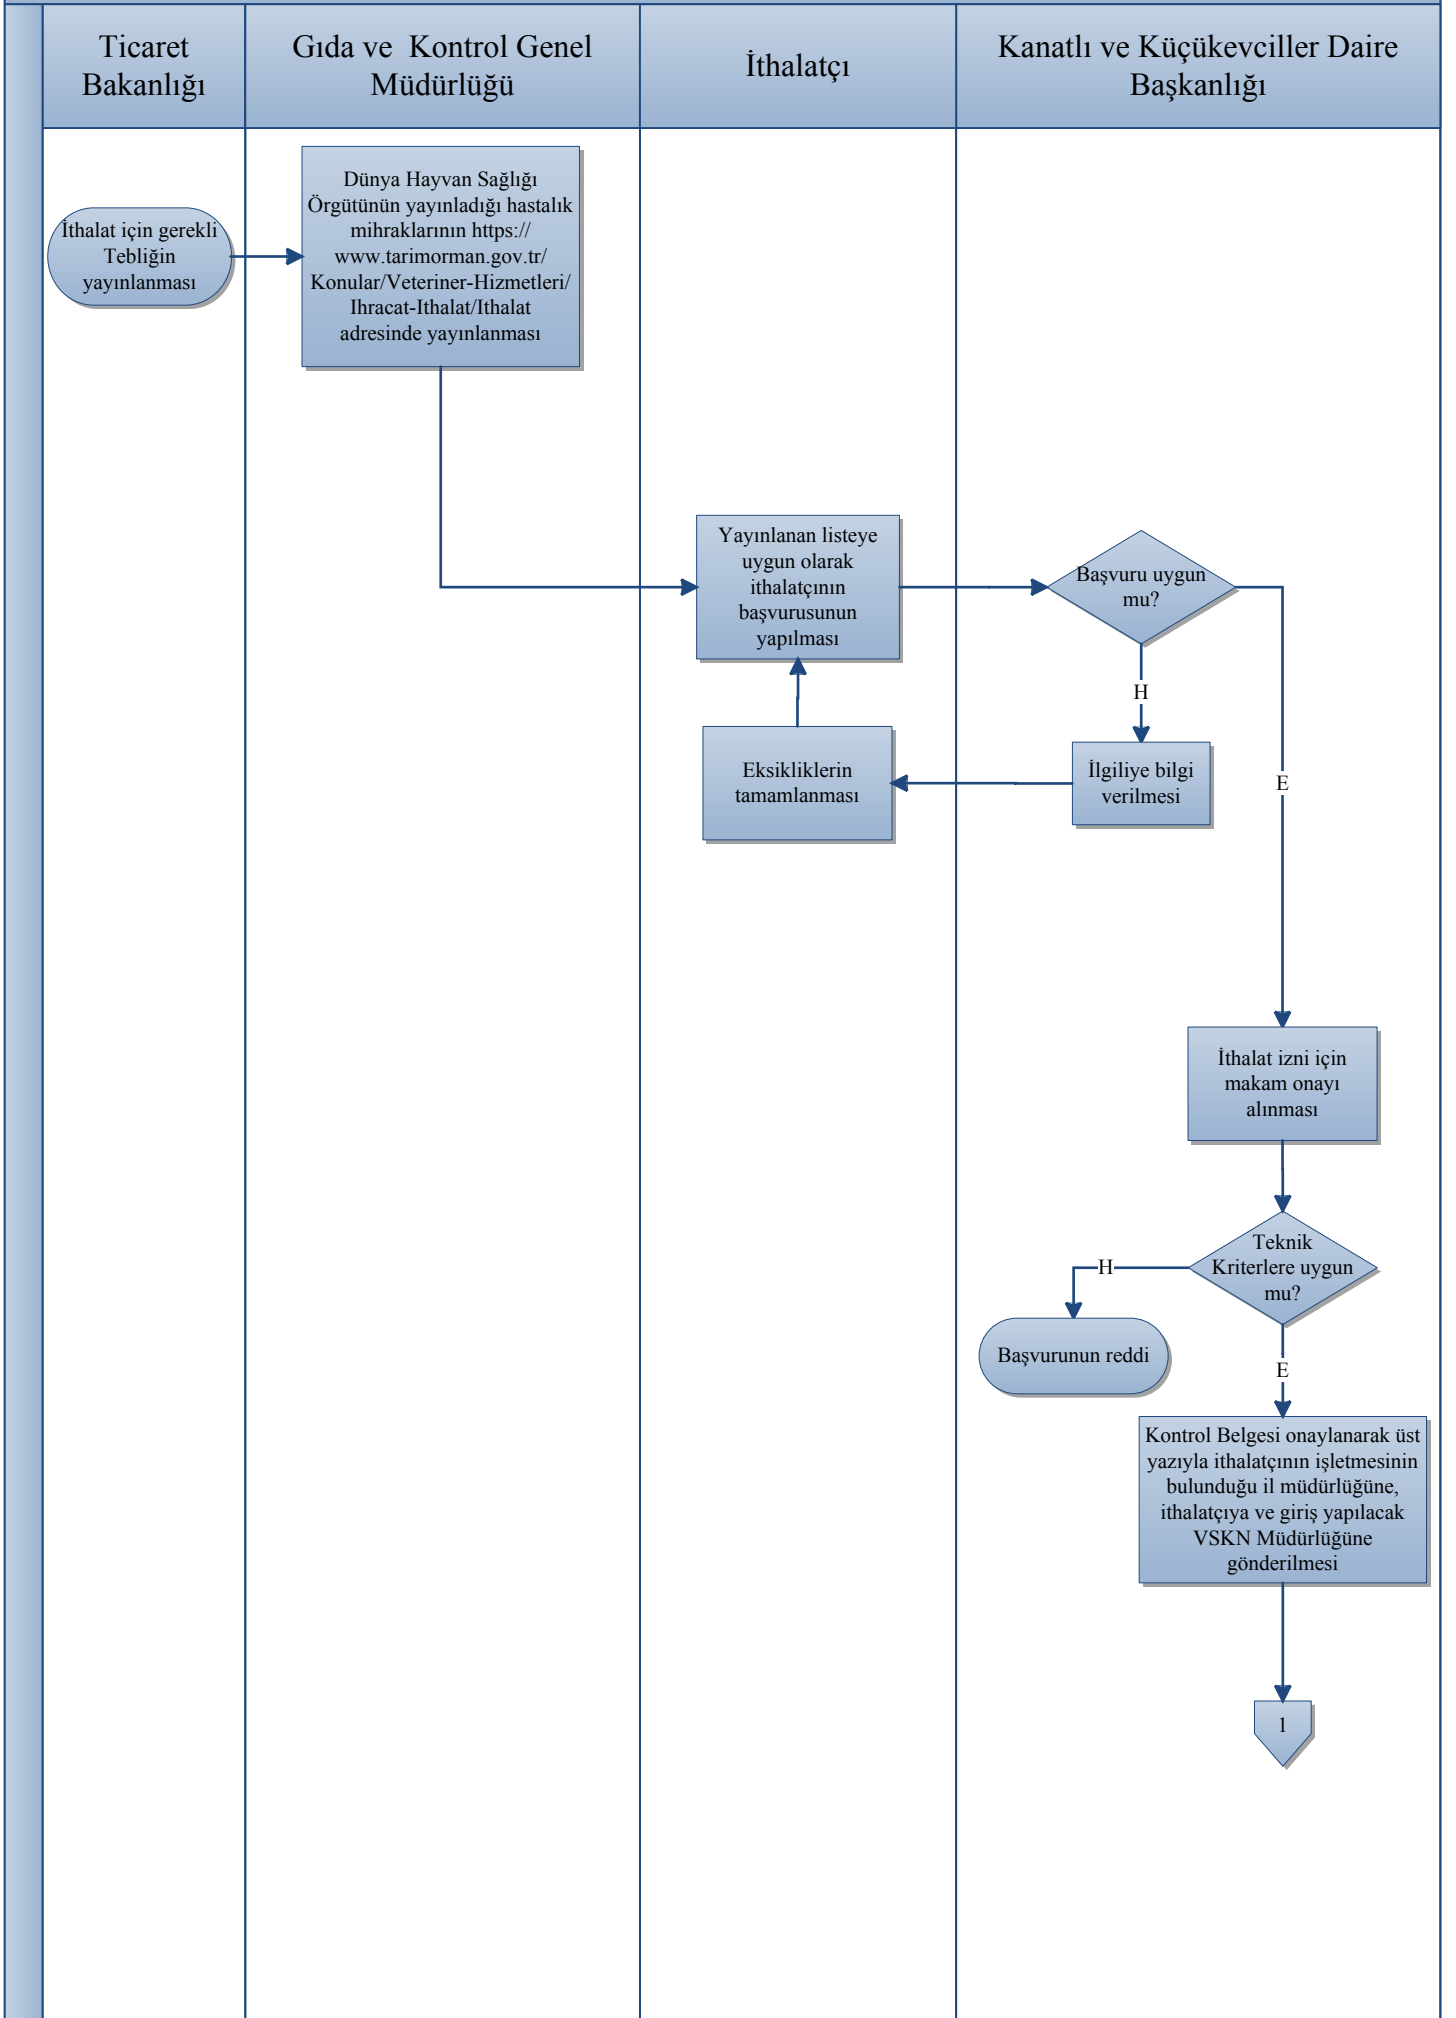 Ticaret
Bakanlığı
Gıda ve  Kontrol Genel
Müdürlüğü
İthalatçı
Kanatlı ve Küçükevciller Daire
Başkanlığı
İthalat için gerekli
Tebliğin
yayınlanması
Dünya Hayvan Sağlığı
Örgütünün yayınladığı hastalık
mihraklarının https://
www.tarimorman.gov.tr/
Konular/Veteriner-Hizmetleri/
Ihracat-Ithalat/Ithalat
adresinde yayınlanması
Yayınlanan listeye
uygun olarak
ithalatçının
başvurusunun
yapılması
Başvuru uygun
mu?
H
E
İlgiliye bilgi
verilmesi
Eksikliklerin
tamamlanması
İthalat izni için
makam onayı
alınması
Teknik
Kriterlere uygun
mu?
H
Başvurunun reddi
E
Kontrol Belgesi onaylanarak üst
yazıyla ithalatçının işletmesinin
bulunduğu il müdürlüğüne,
ithalatçıya ve giriş yapılacak
VSKN Müdürlüğüne
gönderilmesi
1